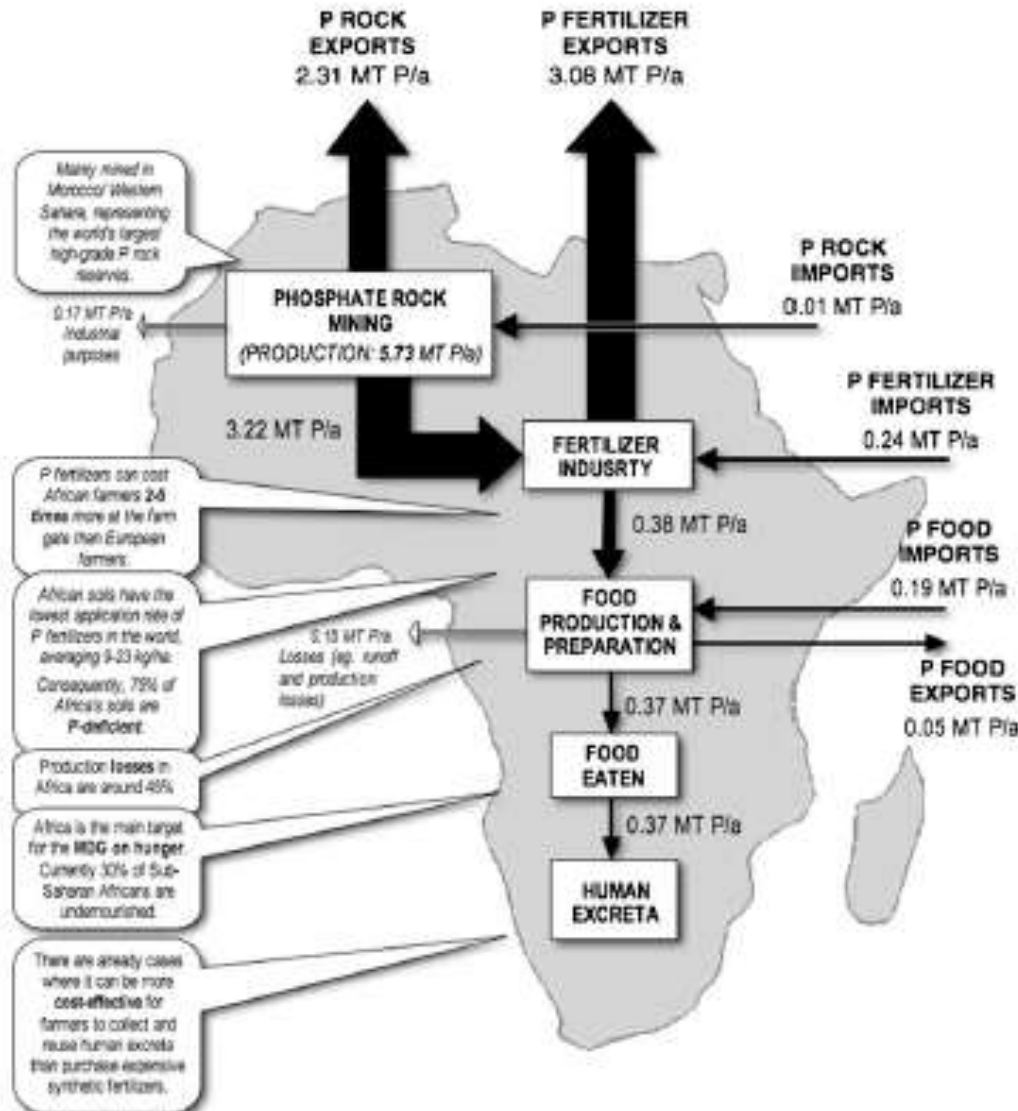 P ROCK
EXPORTS
2.31 MT P/a
P FERTILIZER
EXPORTS
3.08 MT P/a
Mainly mined in
Morocco/ Western
Sahara, representing
the world's largest
high-grade P rock
reserves.
P ROCK
IMPORTS
0.01 MT P/a
PHOSPHATE ROCK
MINING
(PRODUCTION: 5.73 MT P/a)
0.17 MT P/a
Industrial
purposes
P FERTILIZER
IMPORTS
0.24 MT P/a
3.22 MT P/a
FERTILIZER
INDUSRTY
P fertilizers can cost
African farmers
times more at the farm
gate than European
farmers.
0.38 MT P/a
P FOOD
IMPORTS
0.19 MT P/a
African soils have the
lowest application rate of
P fertilizers in the world,
averaging kg/ha.
Consequently, 75% of
Africa's soils are
P-deficient.
FOOD
PRODUCTION &
PREPARATION
MT P/a
Losses (eg. runoff
and production
losses)
P FOOD
EXPORTS
0.05 MT P/a
0.37 MT P/a
Production losses in
Africa are around
FOOD
EATEN
Africa is the main target
for the MDG on hunger.
Currently 30% of Sub-
Saharan Africans are
undernourished.
0.37 MT P/a
HUMAN
EXCRETA
There are already cases
where it can be more
cost-effective for
farmers to collect and
reuse human excreta
than purchase expensive
synthetic fertilizers.